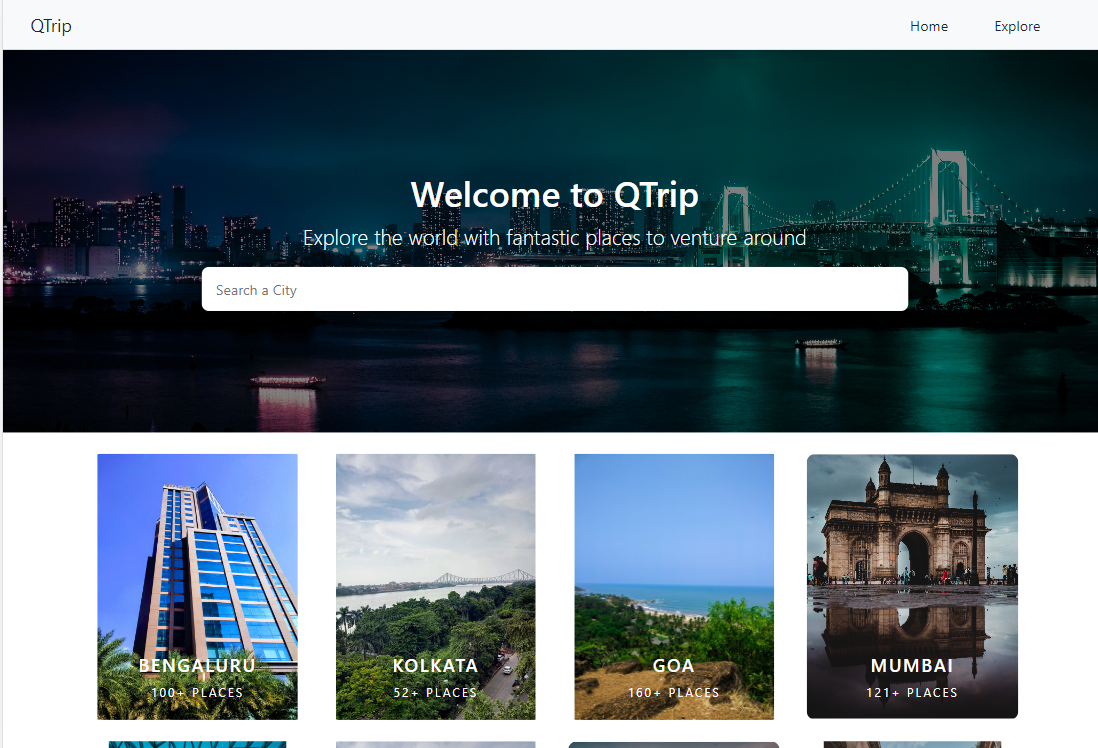 QTrip
Home
Explore
Welcome to QTrip
Explore the world with fantastic places to venture around
Search a City
BENGALURU
100+ PLACES
KOLKATA
52+ PLACES
GOA
160+ PLACES
MUMBAI
121+ PLACES